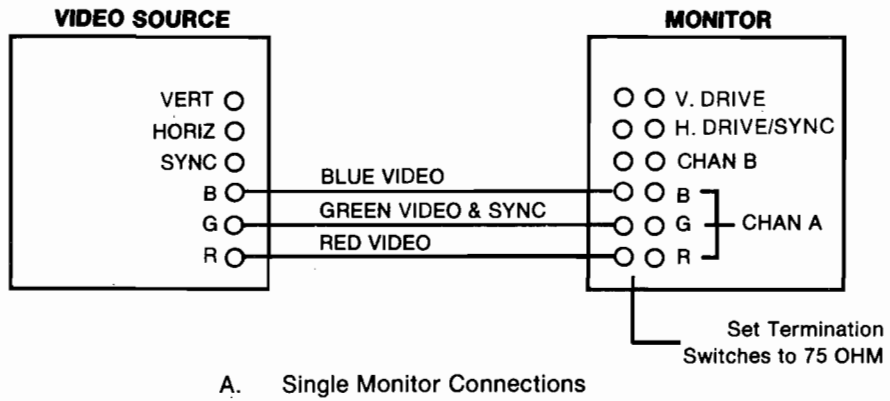 VIDEO SOURCE
MONITOR
VERT
HORIZ
SYNC
B
G
R
BLUE VIDEO
GREEN VIDEO & SYNC
RED VIDEO
V. DRIVE
H. DRIVE/SYNC
CHAN B
B
G
R
CHAN A
Set Termination
Switches to 75 OHM
A. Single Monitor Connections